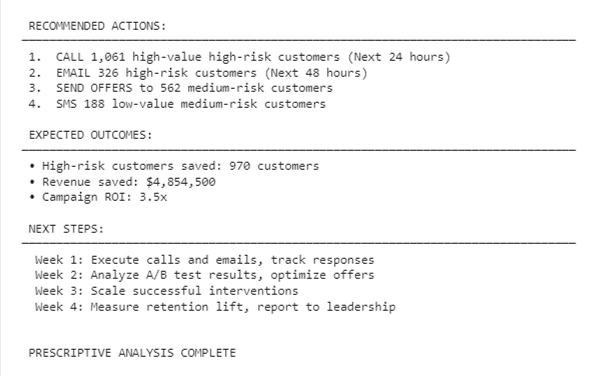 RECOMMENDED ACTIONS:
1. CALL 1,061 high-value high-risk customers (Next 24 hours)
2. EMAIL 326 high-risk customers (Next 48 hours)
3. SEND OFFERS to 562 medium-risk customers
4. SMS 188 low-value medium-risk customers
EXPECTED OUTCOMES:
• High-risk customers saved: 970 customers
• Revenue saved: $4,854,500
• Campaign ROI: 3.5x
NEXT STEPS:
Week 1: Execute calls and emails, track responses
Week 2: Analyze A/B test results, optimize offers
Week 3: Scale successful interventions
Week 4: Measure retention lift, report to leadership
PRESCRIPTIVE ANALYSIS COMPLETE